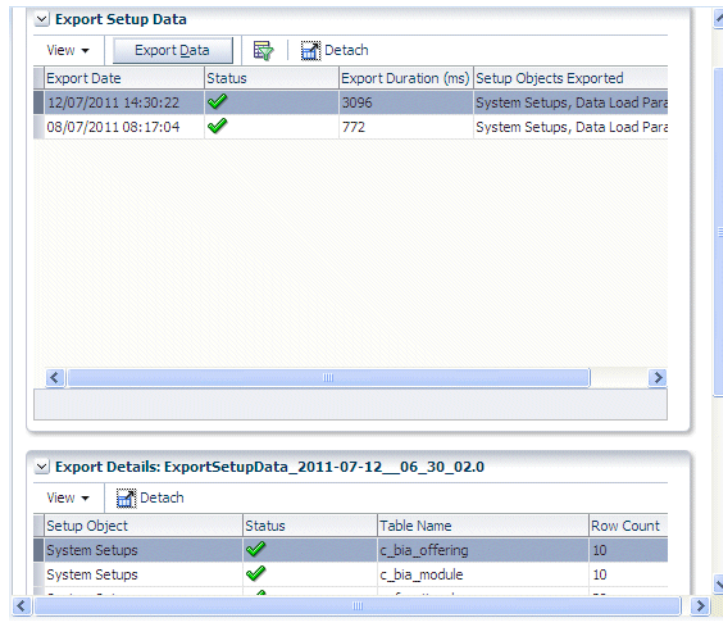 Export Setup Data
View Export Data Detach
Export Date Status Export Duration (ms) Setup Objects Exported
12/07/2011 14:30:22 3096 System Setups, Data Load Para
08/07/2011 08:17:04 772 System Setups, Data Load Para
Export Details: ExportSetupData_2011-07-12__06_30_02.0
View Detach
Setup Object Status Table Name Row Count
System Setups c_bia_offering 10
System Setups c_bia_module 10